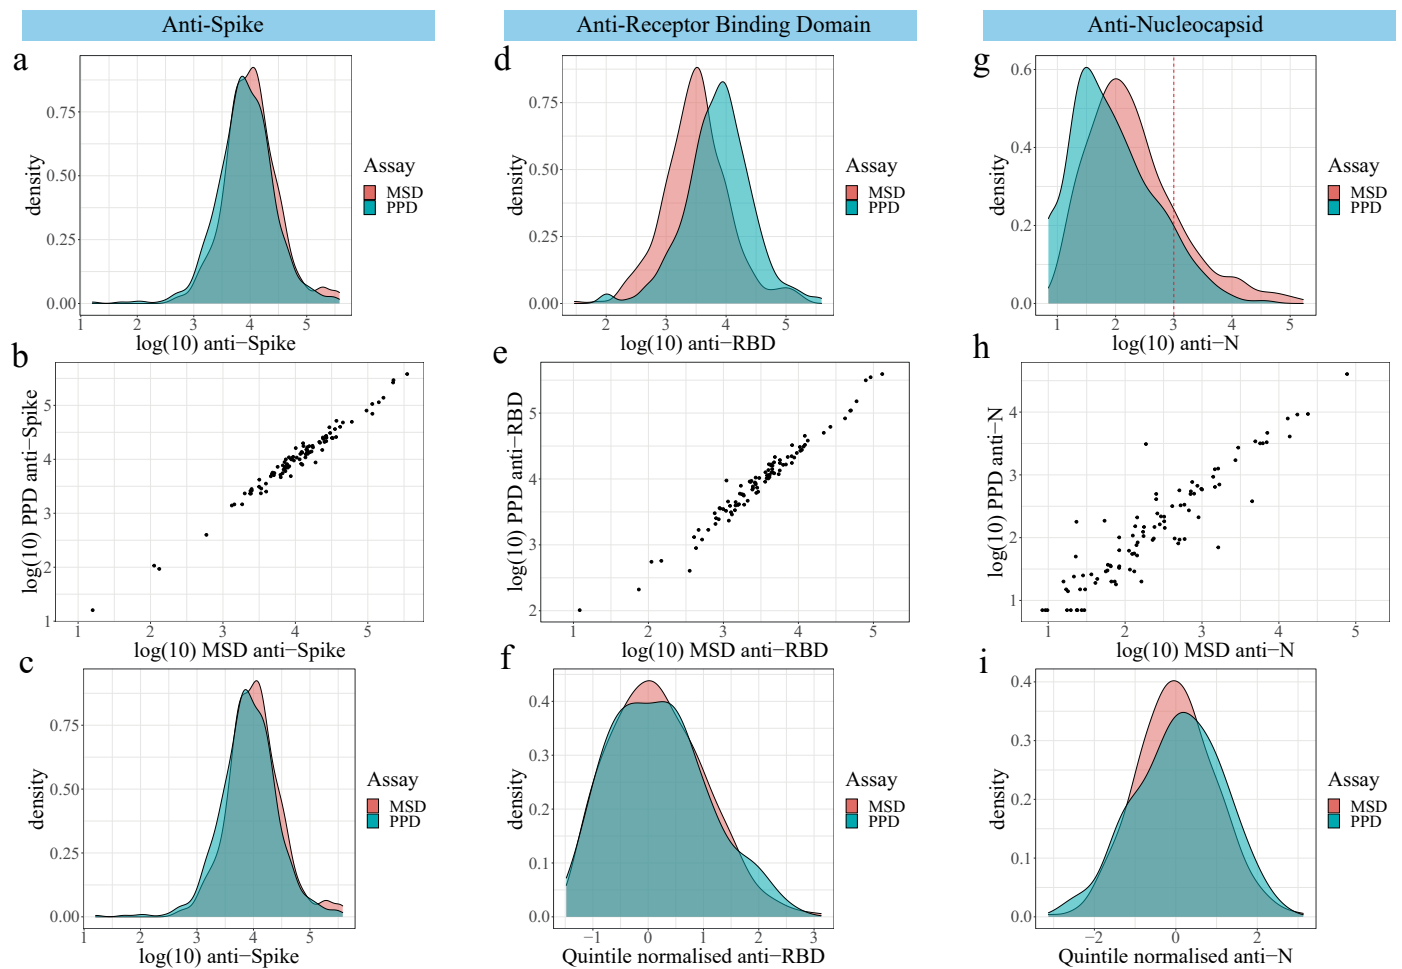 Anti-Spike
Anti-Receptor Binding Domain
Anti-Nucleocapsid
a
0.75
0.50
0.25
0.00
density
1 2 3 4 5
log(10) anti−Spike
Assay
MSD
PPD
d
0.75
0.50
0.25
0.00
density
2 3 4 5
log(10) anti−RBD
Assay
MSD
PPD
g
0.6
0.4
0.2
0.0
density
1 2 3 4 5
log(10) anti−N
Assay
MSD
PPD
b
5
4
3
2
1
log(10) PPD anti−Spike
1 2 3 4 5
log(10) MSD anti−Spike
e
5
4
3
2
log(10) PPD anti−RBD
1 2 3 4 5
log(10) MSD anti−RBD
h
4
3
2
1
log(10) PPD anti−N
1 2 3 4 5
log(10) MSD anti−N
c
0.75
0.50
0.25
0.00
density
1 2 3 4 5
log(10) anti−Spike
Assay
MSD
PPD
f
0.4
0.3
0.2
0.1
0.0
density
−1 0 1 2 3
Quintile normalised anti−RBD
Assay
MSD
PPD
i
0.4
0.3
0.2
0.1
0.0
density
−2 0 2
Quintile normalised anti−N
Assay
MSD
PPD